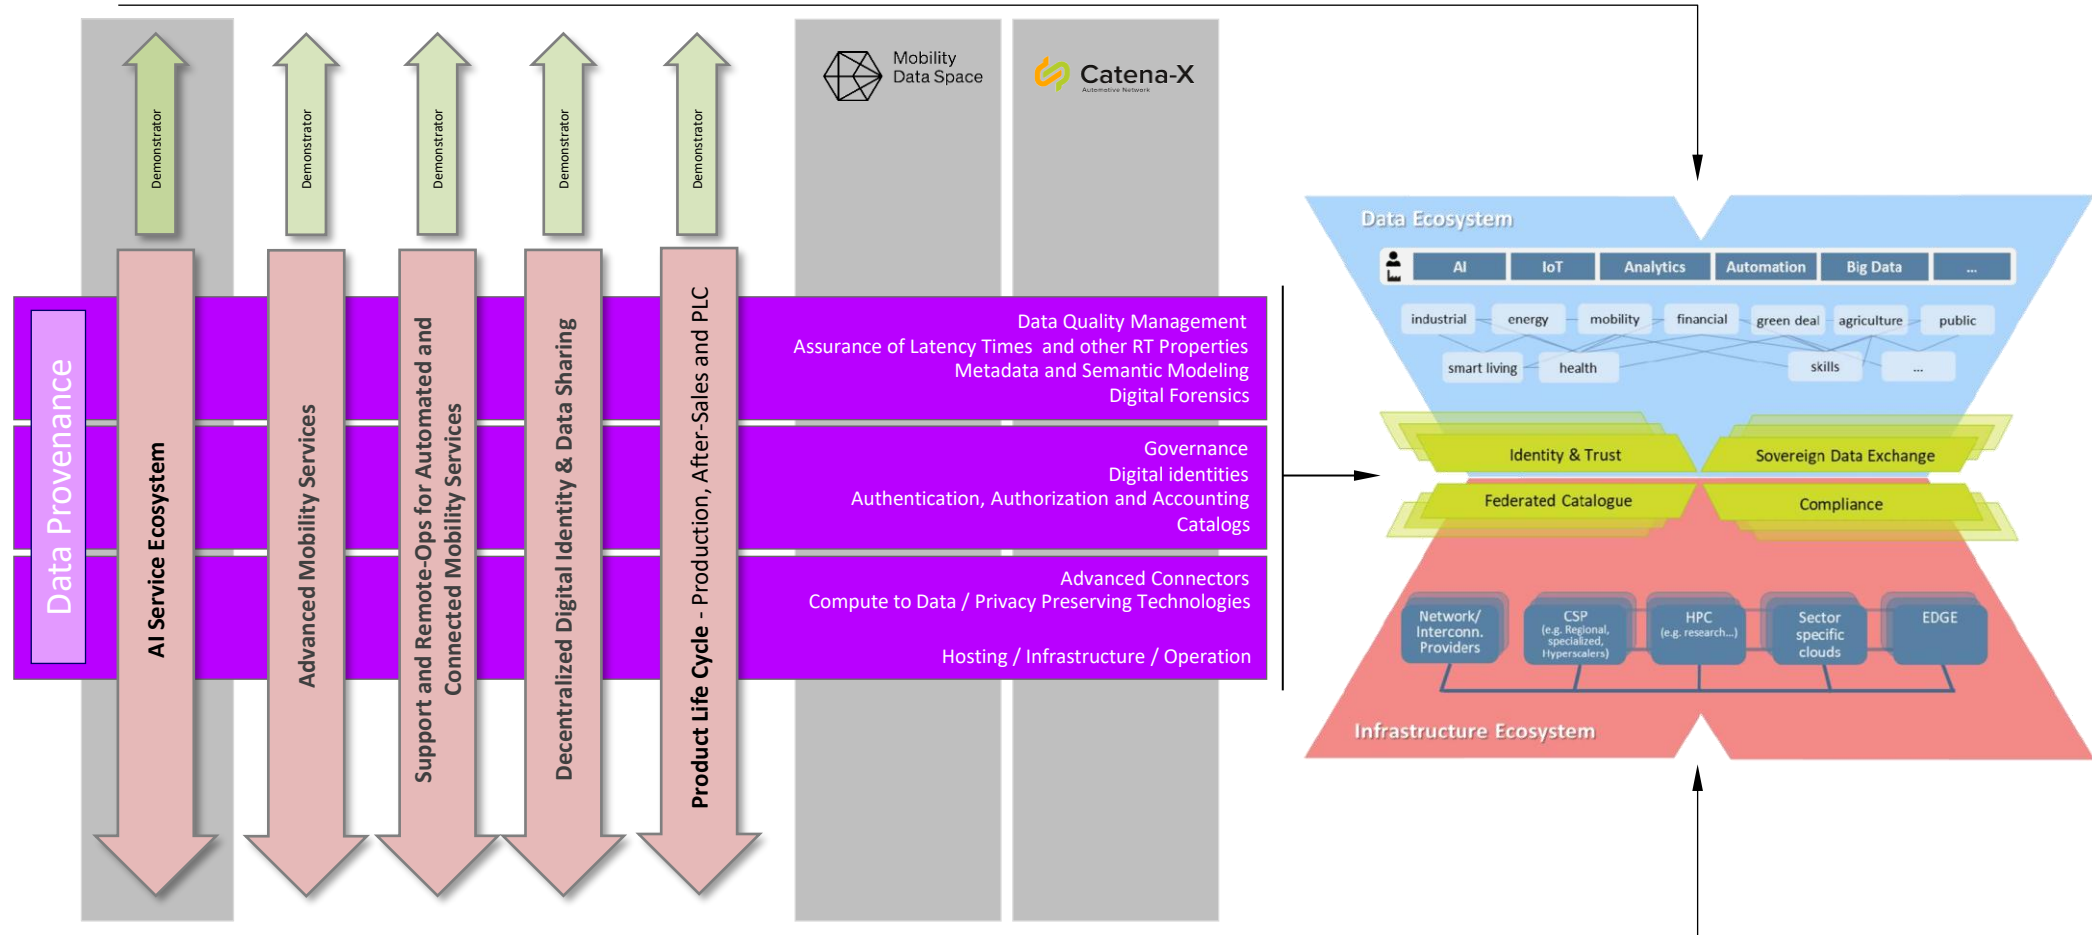 Demonstrator
Demonstrator
Demonstrator
Demonstrator
Demonstrator
Mobility
Data Space
Catena-X
Automotive Network
Data Provenance
AI Service Ecosystem
Advanced Mobility Services
Support and Remote-Ops for Automated and
Connected Mobility Services
Decentralized Digital Identity & Data Sharing
Product Life Cycle - Production, After-Sales and PLC
Data Quality Management
Assurance of Latency Times and other RT Properties
Metadata and Semantic Modeling
Digital Forensics
Governance
Digital identities
Authentication, Authorization and Accounting
Catalogs
Advanced Connectors
Compute to Data / Privacy Preserving Technologies
Hosting / Infrastructure / Operation
Data Ecosystem
AI
IoT
Analytics
Automation
Big Data
...
industrial
energy
mobility
financial
green deal
agriculture
public
smart living
health
skills
...
Identity & Trust
Sovereign Data Exchange
Federated Catalogue
Compliance
Network/
Interconn.
Providers
CSP
(e.g. Regional,
specialized,
Hyperscalers)
HPC
(e.g. research...)
Sector
specific
clouds
EDGE
Infrastructure Ecosystem